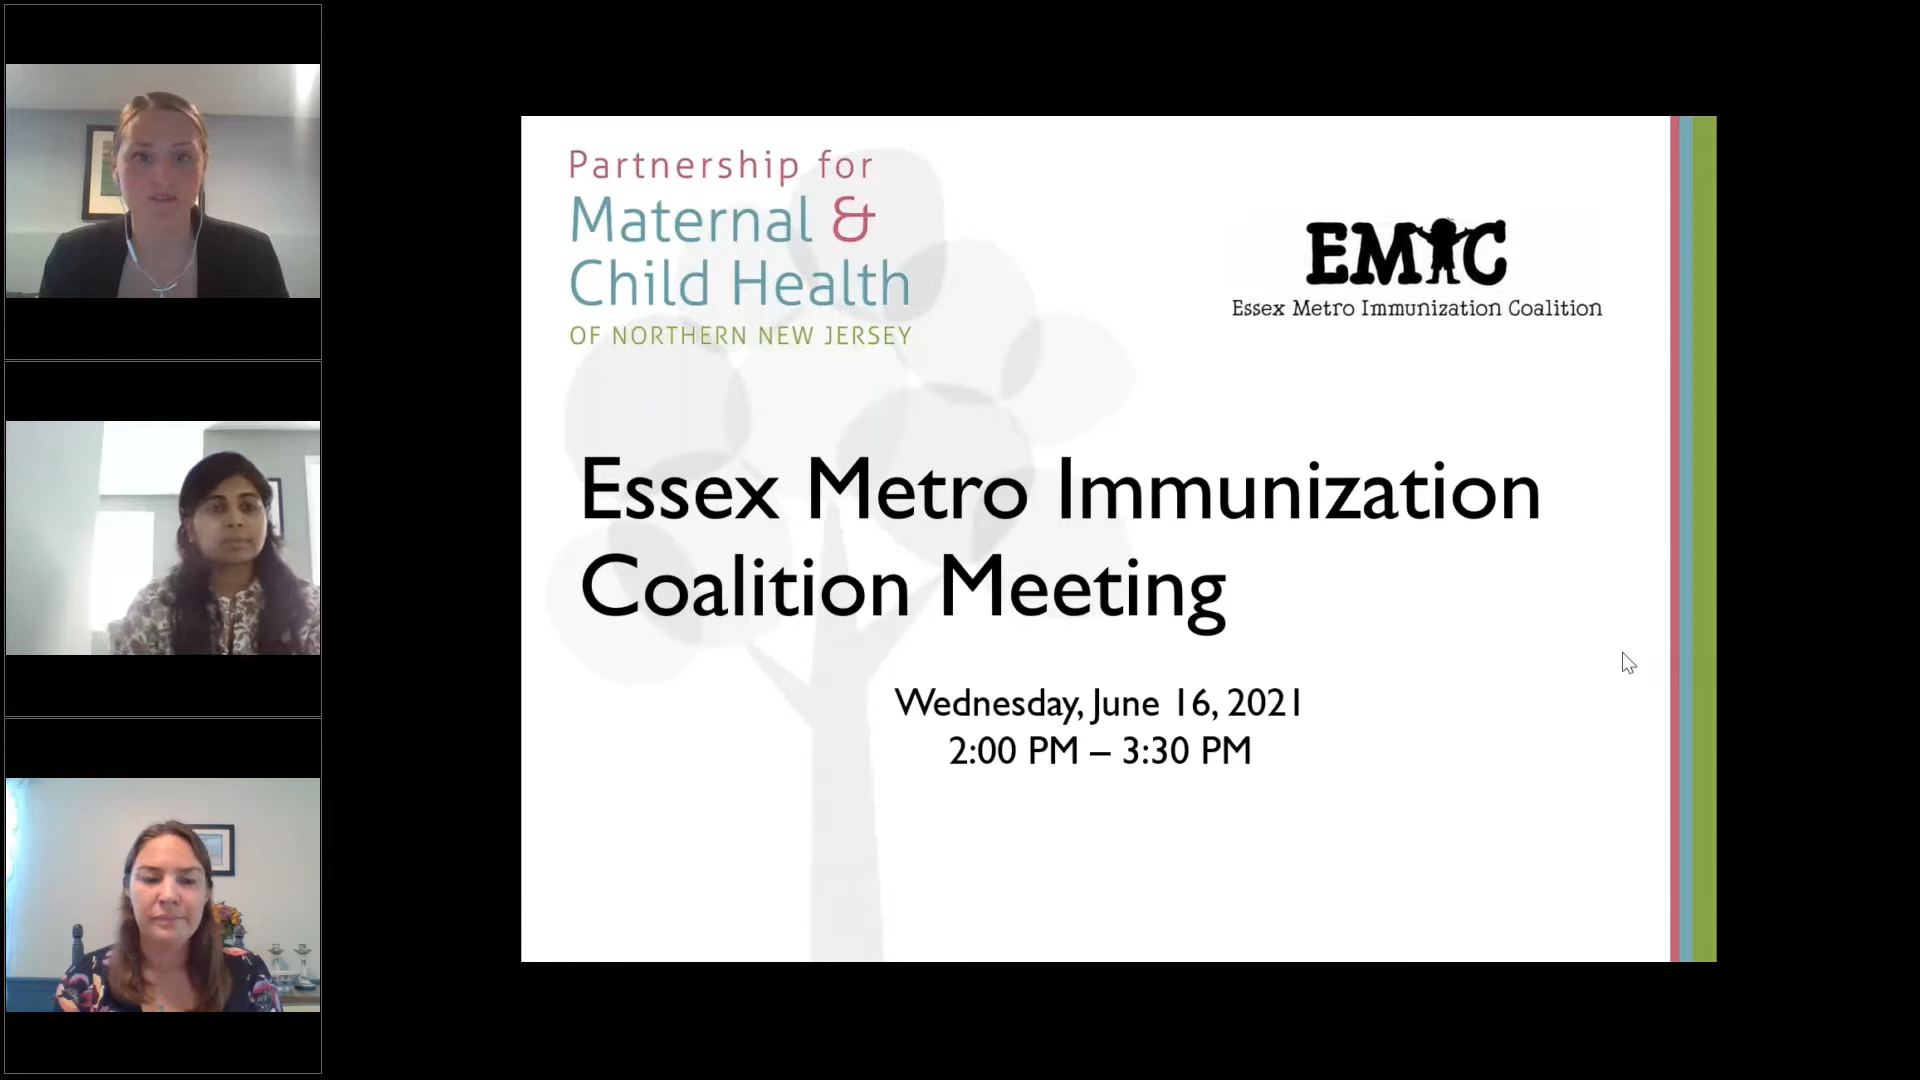 Partnership for
Maternal &
Child Health
OF NORTHERN NEW JERSEY
EMIC
Essex Metro Immunization Coalition
Essex Metro Immunization
Coalition Meeting
Wednesday, June 16, 2021
2:00 PM – 3:30 PM